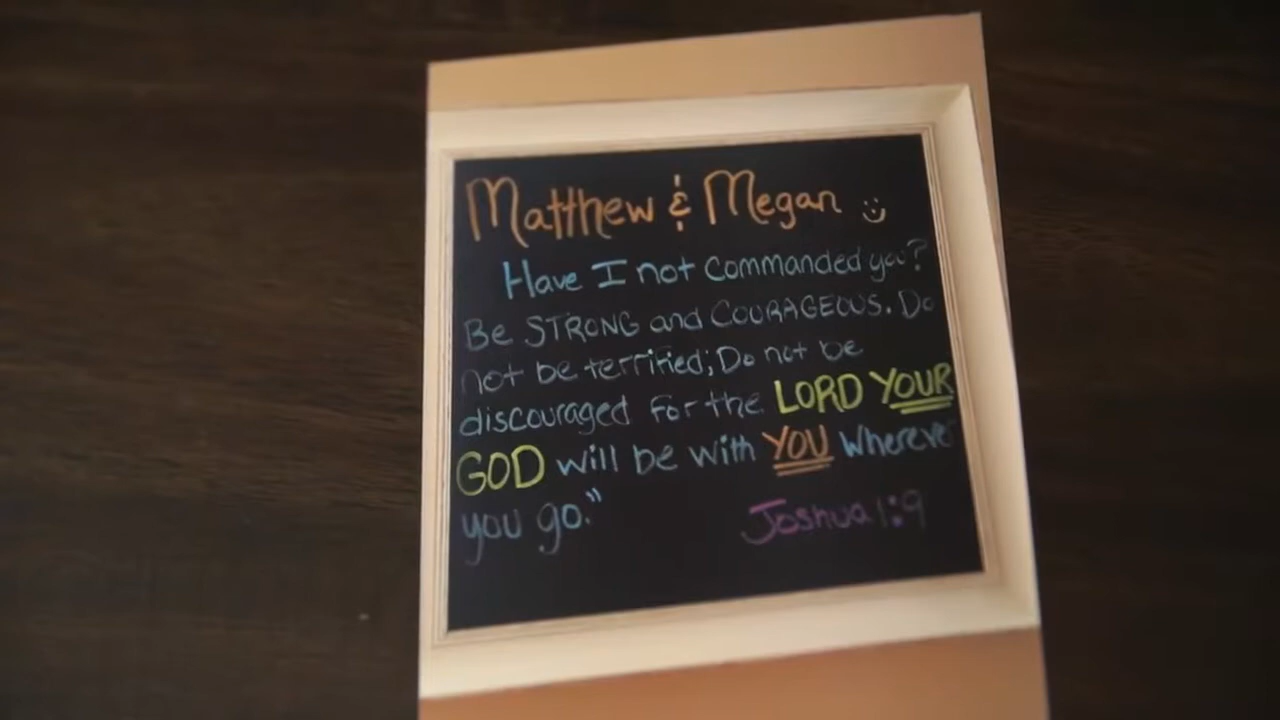 Matthew & Megan :)
Have I not commanded you?
Be STRONG and COURAGEOUS. Do
not be terrified; Do not be
discouraged for the LORD YOUR
GOD will be with YOU wherever
you go."
Joshua 1:9